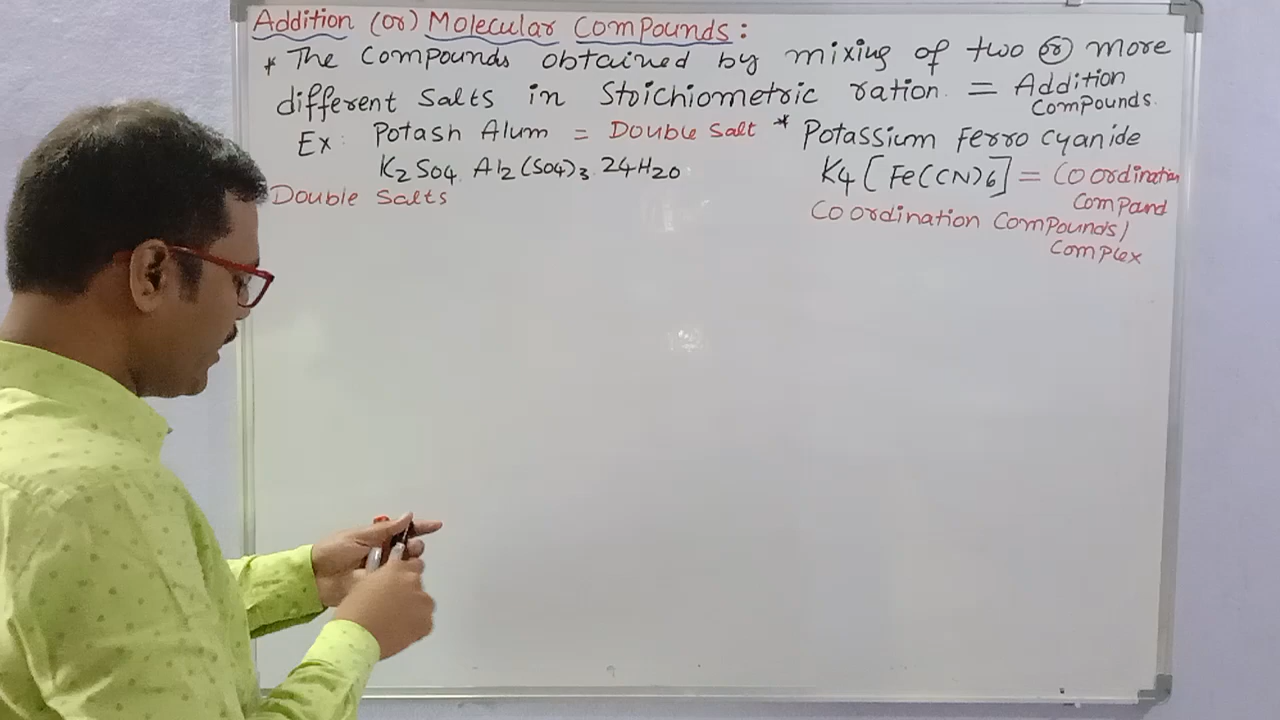 Addition (or) Molecular Compounds:
* The Compounds obtained by mixing of two (or) more
different Salts in Stoichiometric ration = Addition Compounds.
Ex: Potash Alum = Double Salt
K2SO4 Al2(SO4)3 24H2O
Double Salts
* Potassium Ferro cyanide
K4[Fe(CN)6] = Coordination Compand
Coordination Compounds/
Complex